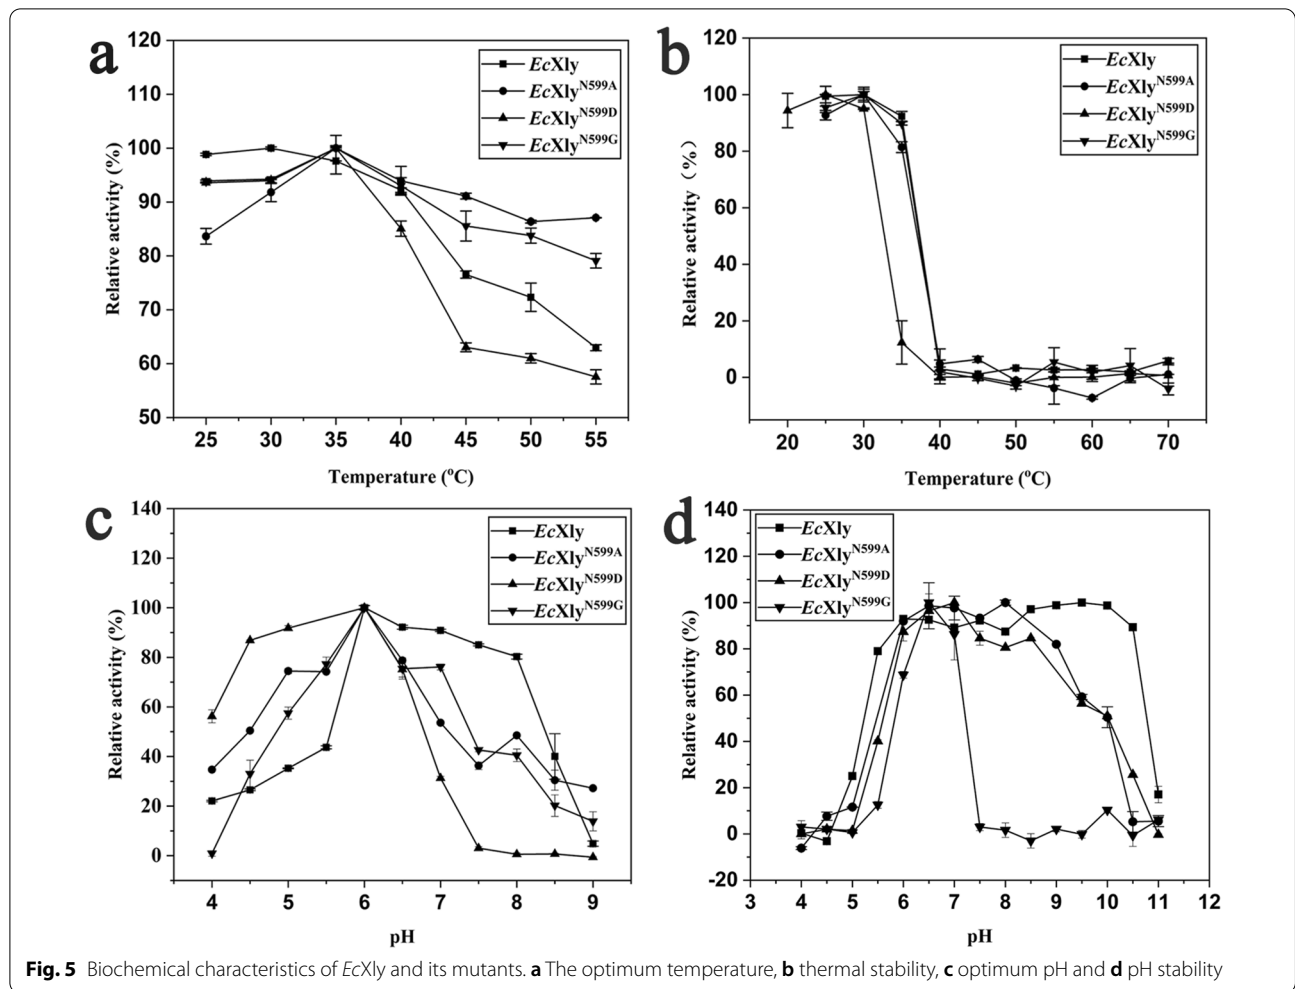 a
120
110
100
90
80
70
60
50
Relative activity (%)
25 30 35 40 45 50 55
Temperature (ºC)
EcXly
EcXlyN599A
EcXlyN599D
EcXlyN599G
b
120
100
80
60
40
20
0
Relative activity (%)
20 30 40 50 60 70
Temperature (ºC)
EcXly
EcXlyN599A
EcXlyN599D
EcXlyN599G
c
140
120
100
80
60
40
20
0
Relative activity (%)
4 5 6 7 8 9
pH
EcXly
EcXlyN599A
EcXlyN599D
EcXlyN599G
d
140
120
100
80
60
40
20
0
-20
Relative activity (%)
3 4 5 6 7 8 9 10 11 12
pH
EcXly
EcXlyN599A
EcXlyN599D
EcXlyN599G
Fig. 5 Biochemical characteristics of EcXly and its mutants. a The optimum temperature, b thermal stability, c optimum pH and d pH stability